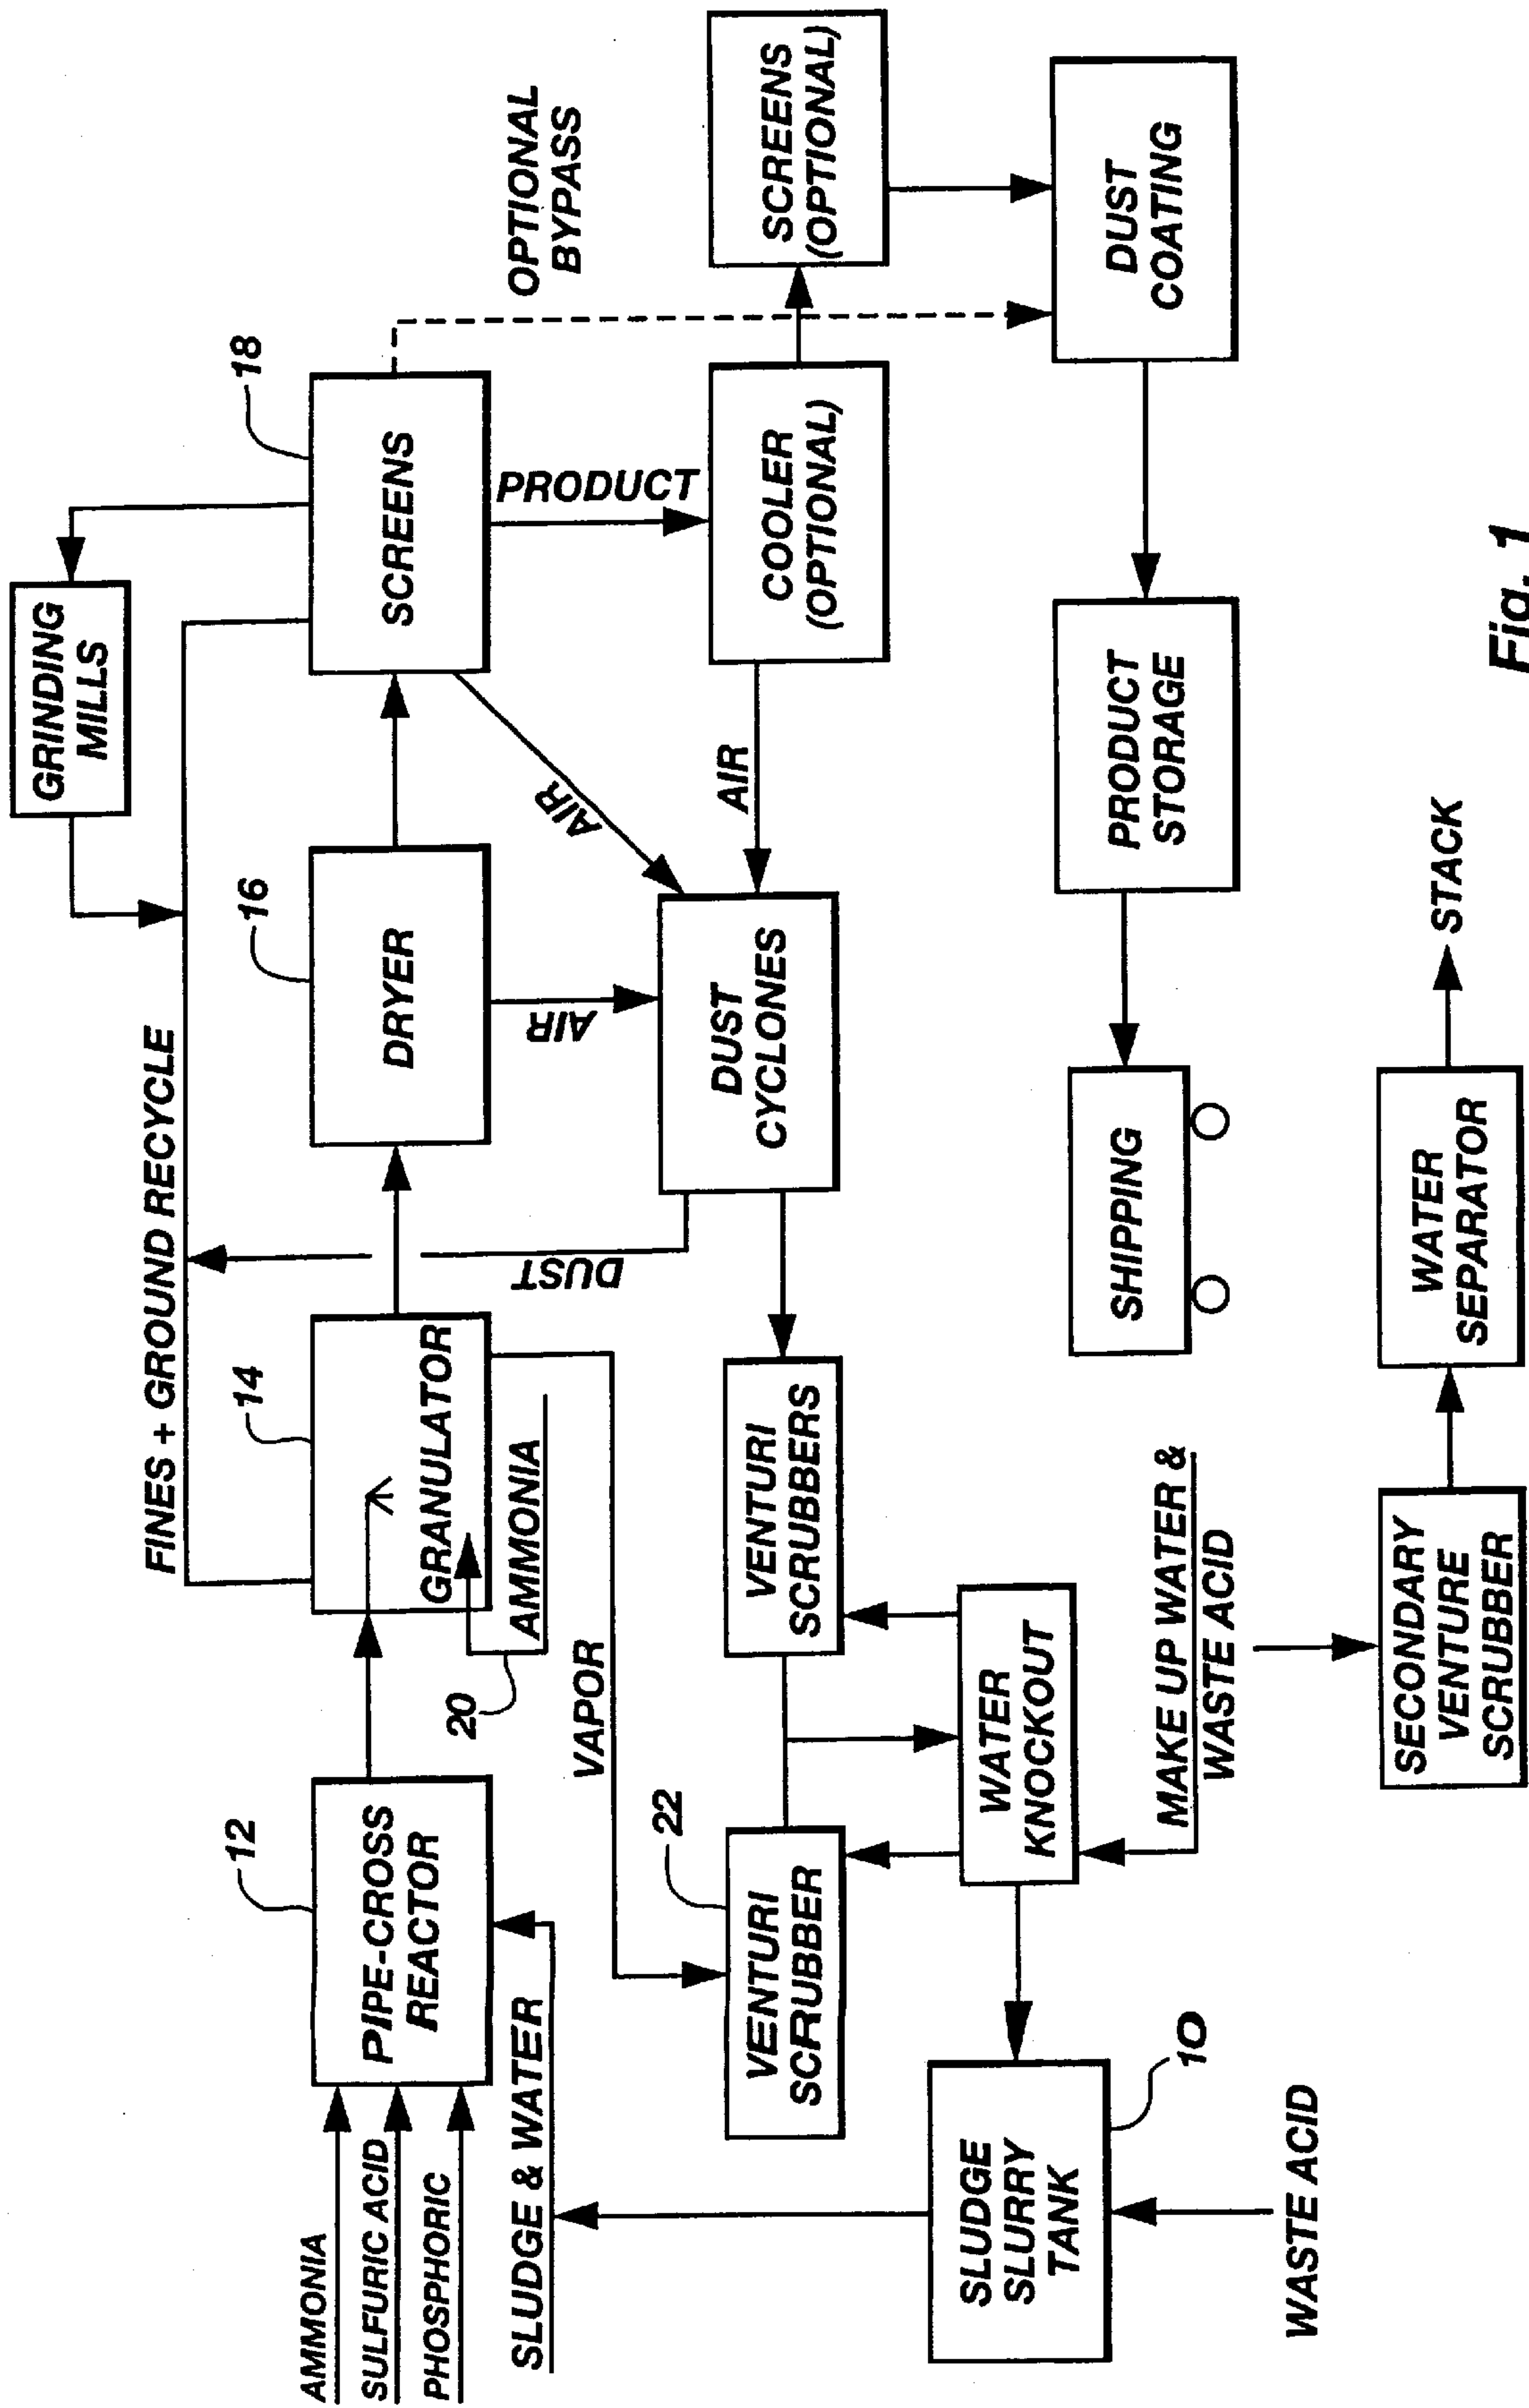 GRINDING
MILLS
FINES + GROUND RECYCLE
12
14
16
18
AMMONIA
SULFURIC ACID
PHOSPHORIC
PIPE-CROSS
REACTOR
GRANULATOR
DRYER
SCREENS
OPTIONAL
BYPASS
SLUDGE & WATER
20
AMMONIA
VAPOR
DUST
AIR
AIR
AIR
PRODUCT
22
VENTURI
SCRUBBER
VENTURI
SCRUBBERS
DUST
CYCLONES
COOLER
(OPTIONAL)
SCREENS
(OPTIONAL)
SLUDGE
SLURRY
TANK
10
WATER
KNOCKOUT
WASTE ACID
MAKE UP WATER &
WASTE ACID
SHIPPING
PRODUCT
STORAGE
DUST
COATING
SECONDARY
VENTURE
SCRUBBER
WATER
SEPARATOR
STACK
Fig. 1